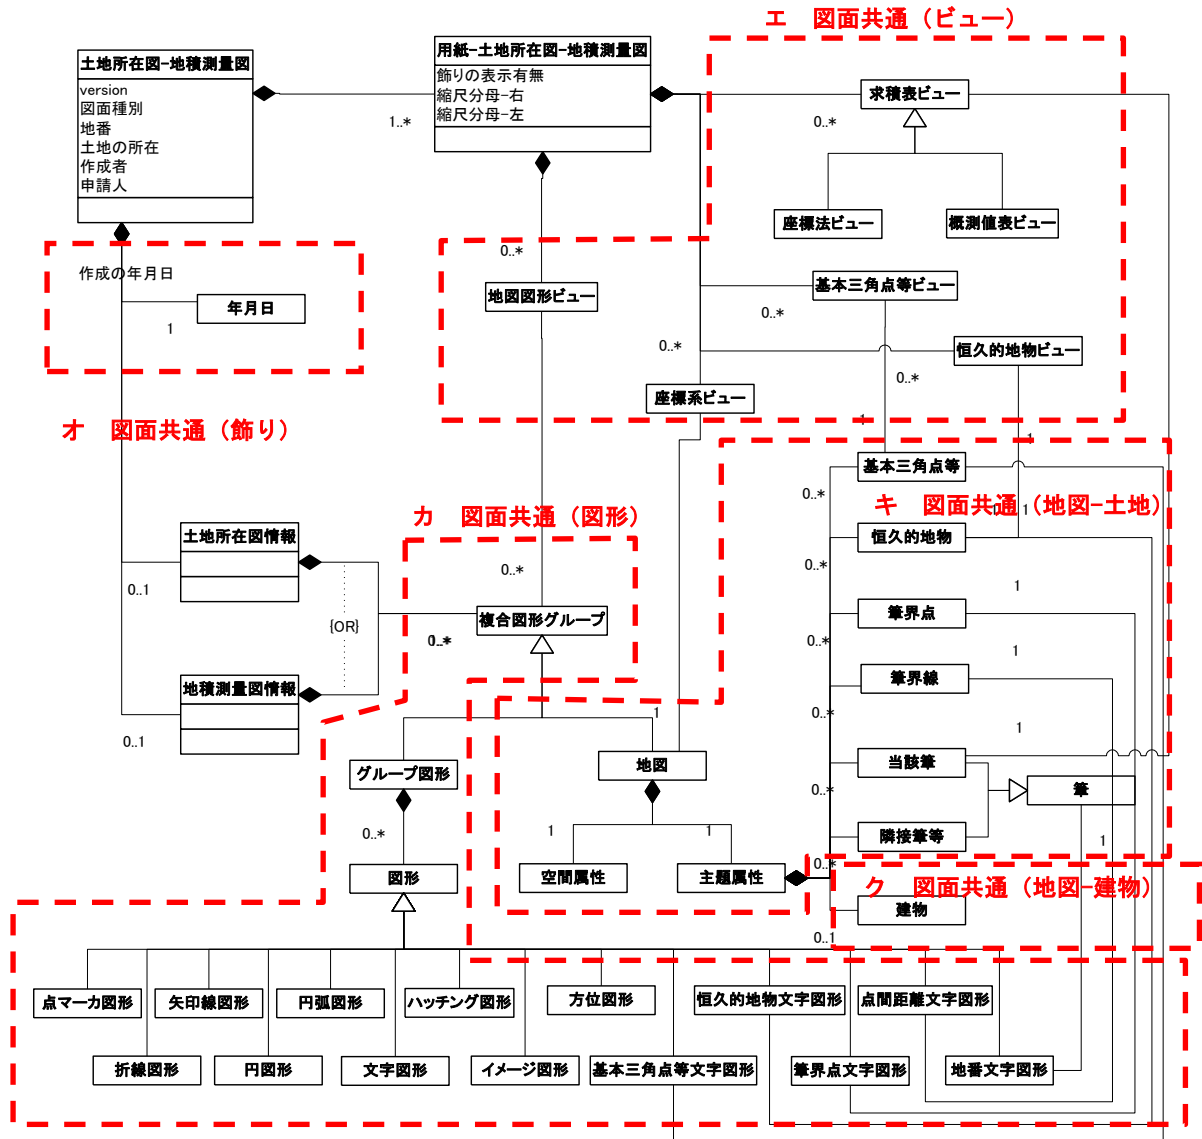 エ　図面共通（ビュー）
土地所在図-地積測量図
version
図面種別
地番
土地の所在
作成者
申請人
1..*
用紙-土地所在図-地積測量図
飾りの表示有無
縮尺分母-右
縮尺分母-左
求積表ビュー
0..*
座標法ビュー
概測値表ビュー
0..*
地図図形ビュー
基本三角点等ビュー
0..*
恒久的地物ビュー
0..*
0..*
座標系ビュー
作成の年月日
年月日
1
オ　図面共通（飾り）
1
1
基本三角点等
0..*
キ　図面共通（地図-土地）
1
カ　図面共通（図形）
土地所在図情報
0..1
{OR}
地積測量図情報
0..1
0..*
複合図形グループ
0..*
恒久的地物
0..*
1
筆界点
0..*
1
筆界線
0..*
1
当該筆
0..*
筆
隣接筆等
1
0..*
1
グループ図形
0..*
図形
地図
1
1
空間属性
主題属性
ク　図面共通（地図-建物）
建物
0..1
点マーカ図形
矢印線図形
円弧図形
ハッチング図形
方位図形
恒久的地物文字図形
点間距離文字図形
折線図形
円図形
文字図形
イメージ図形
基本三角点等文字図形
筆界点文字図形
地番文字図形